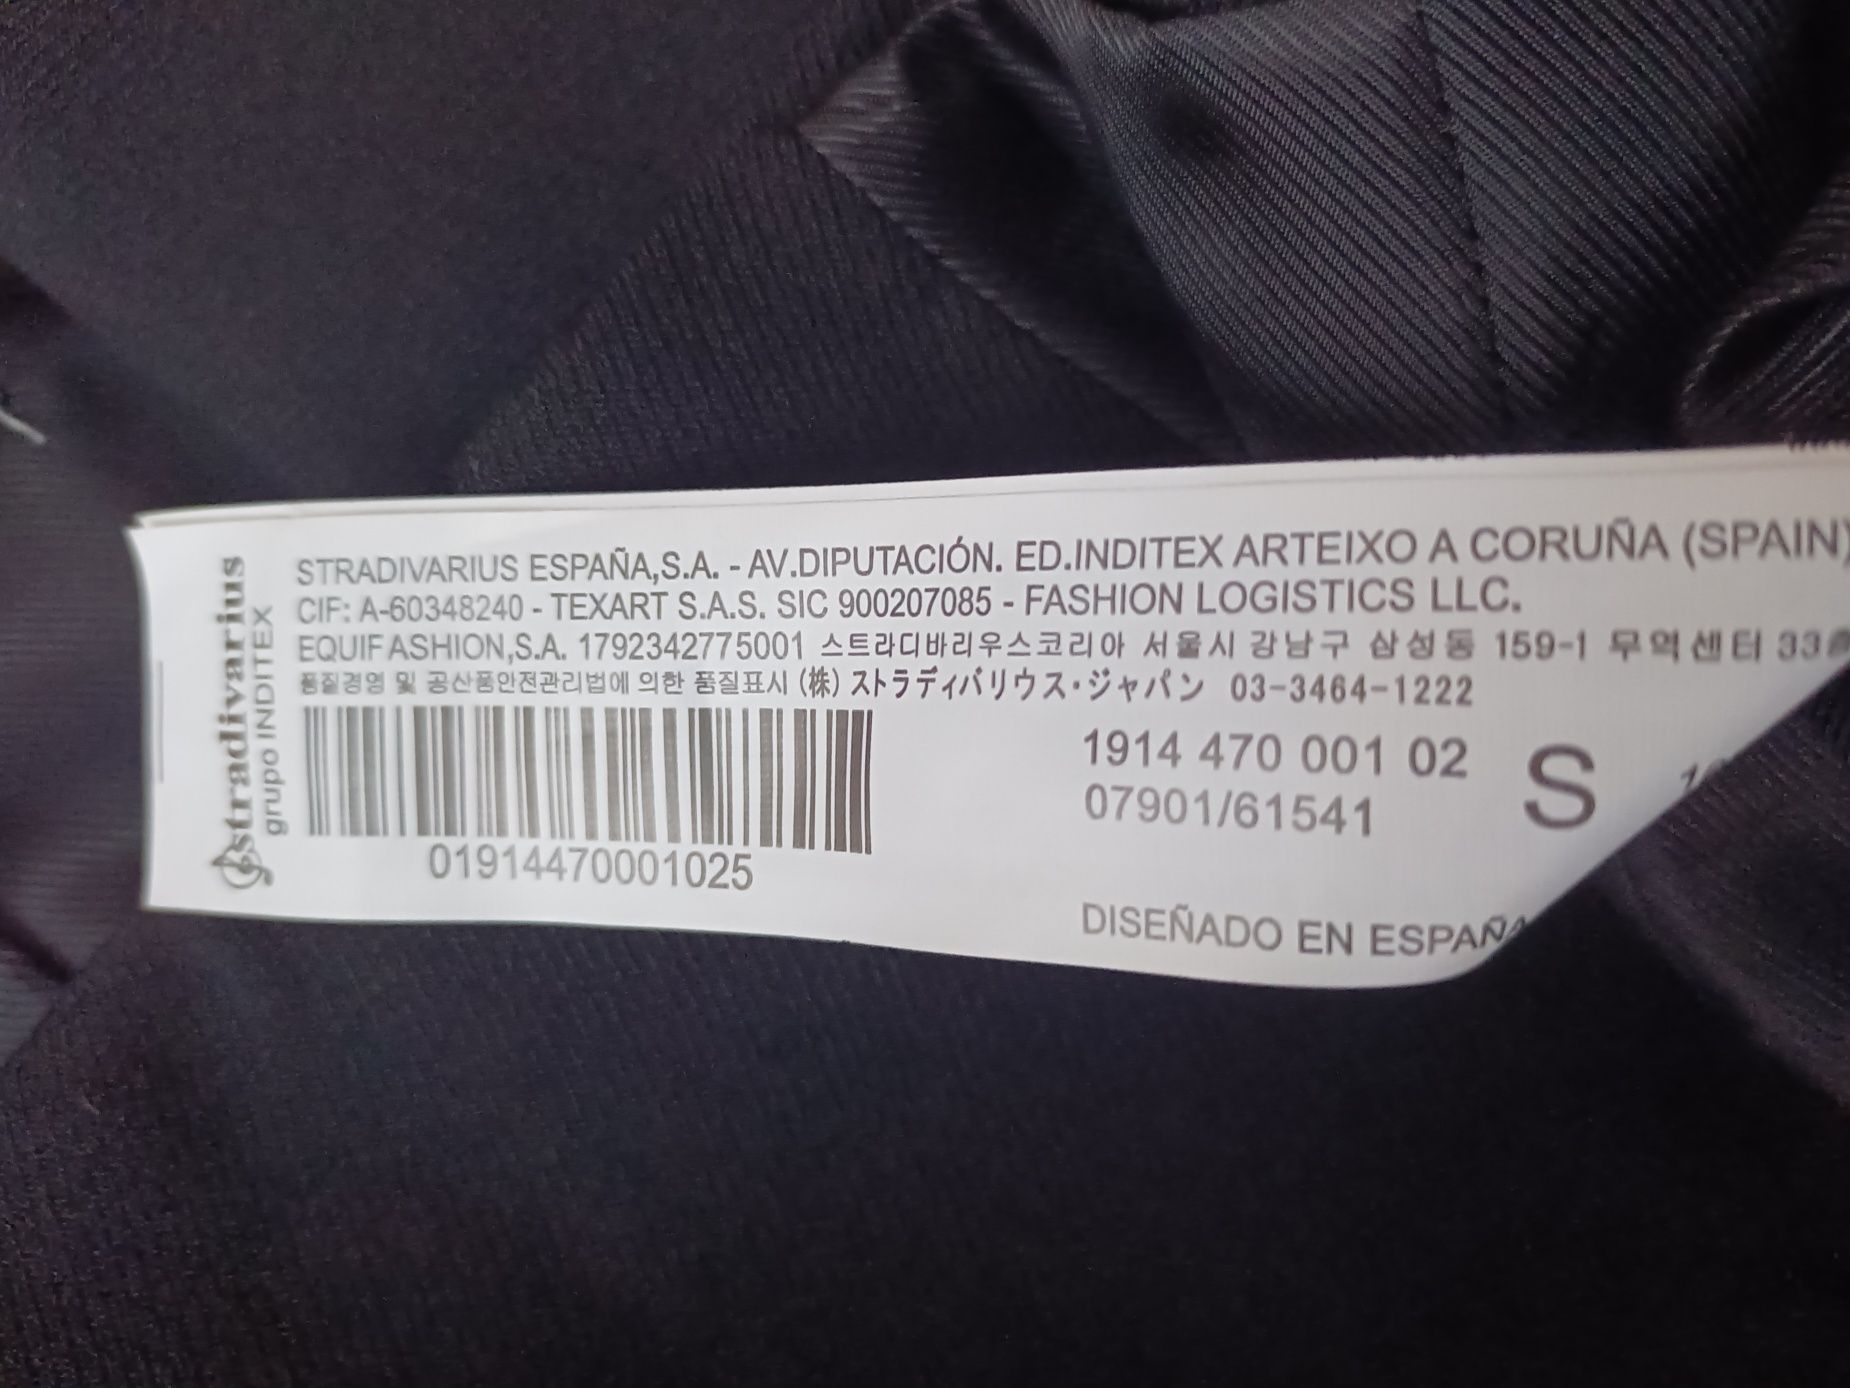 stradivarius
grupo INDITEX
STRADIVARIUS ESPAÑA,S.A. - AV.DIPUTACIÓN. ED.INDITEX ARTEIXO A CORUÑA (SPAIN)
CIF: A-60348240 - TEXART S.A.S. SIC 900207085 - FASHION LOGISTICS LLC.
EQUIFASHION,S.A. 1792342775001 스트라디바리우스코리아 서울시 강남구 삼성동 159-1 무역센터
품질경영 및 공산품안전관리법에 의한 품질표시 (株) ストラディバリウス・ジャパン 03-3464-1222
1914 470 001 02
07901/61541
S
01914470001025
DISEÑADO EN ESPAÑA